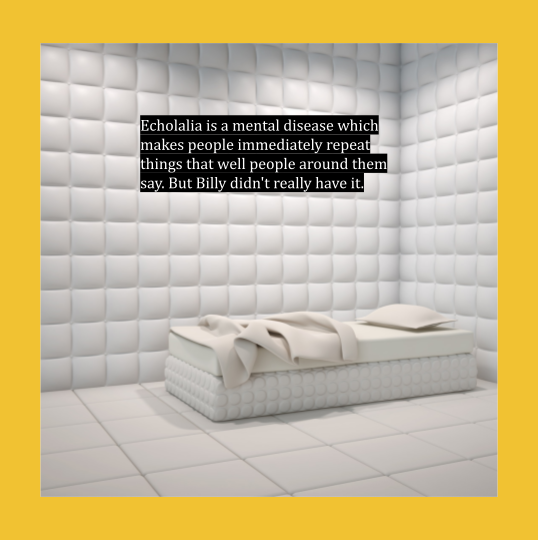 Echolalia is a mental disease which
makes people immediately repeat
things that well people around them
say. But Billy didn't really have it.